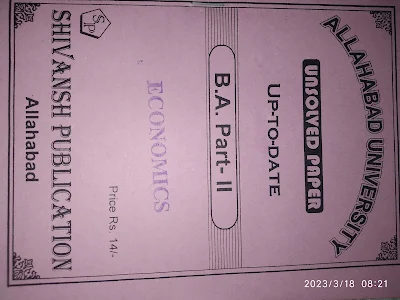 ALLAHABAD UNIVERSITY
UNSOLVED PAPER
UP-TO-DATE
B.A. Part- II
ECONOMICS
Price Rs. 14/-
SP
SHIVANSH PUBLICATION
Allahabad
2023/3/18 08:21